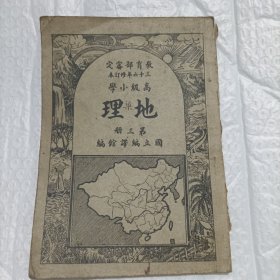 教育部審定
三十六年修訂本
高級小學
地理
第三冊
國立編譯館編